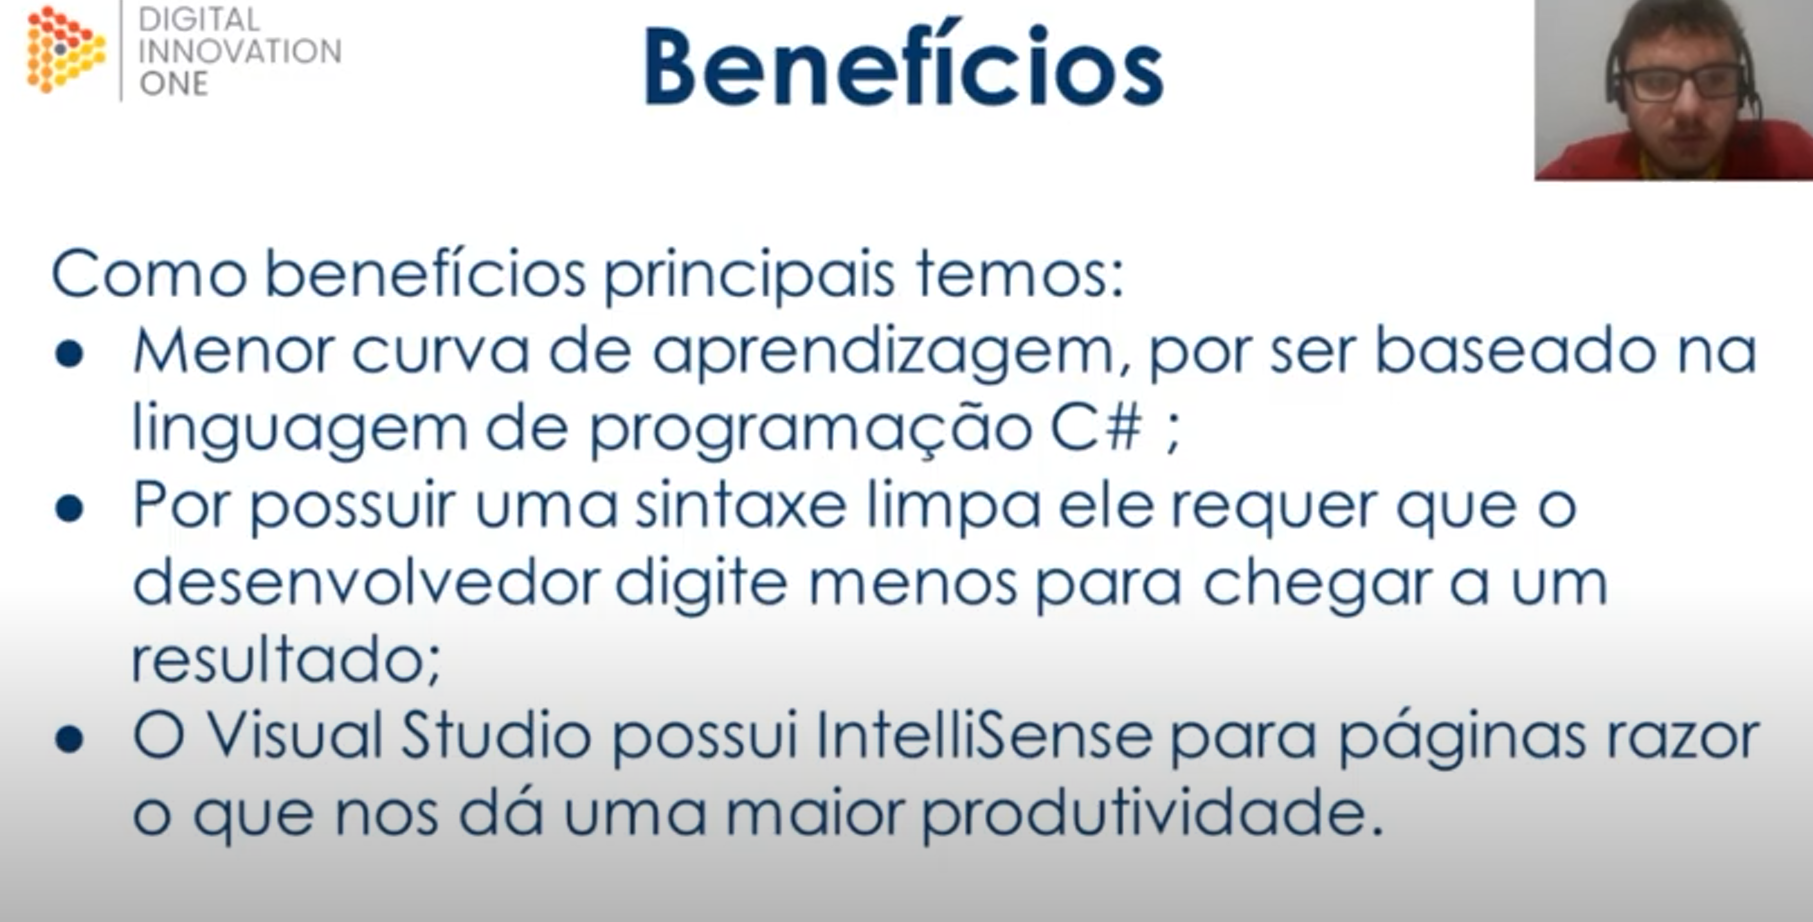 DIGITAL
INNOVATION
ONE
Benefícios
Como benefícios principais temos:
● Menor curva de aprendizagem, por ser baseado na
linguagem de programação C# ;
● Por possuir uma sintaxe limpa ele requer que o
desenvolvedor digite menos para chegar a um
resultado;
● O Visual Studio possui IntelliSense para páginas razor
o que nos dá uma maior produtividade.